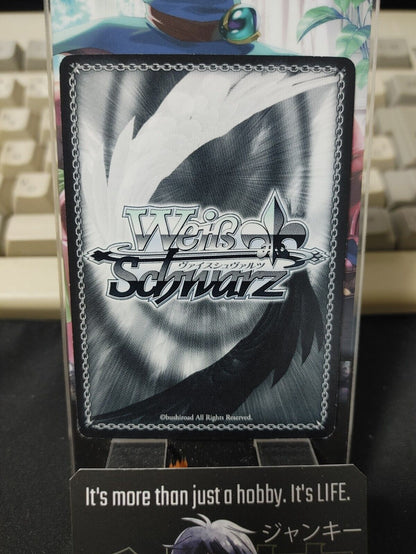 Weiß
Schwarz
ヴァイスシュヴァルツ
©bushiroad All Rights Reserved.
It's more than just a hobby. It's LIFE.
ジャンキー